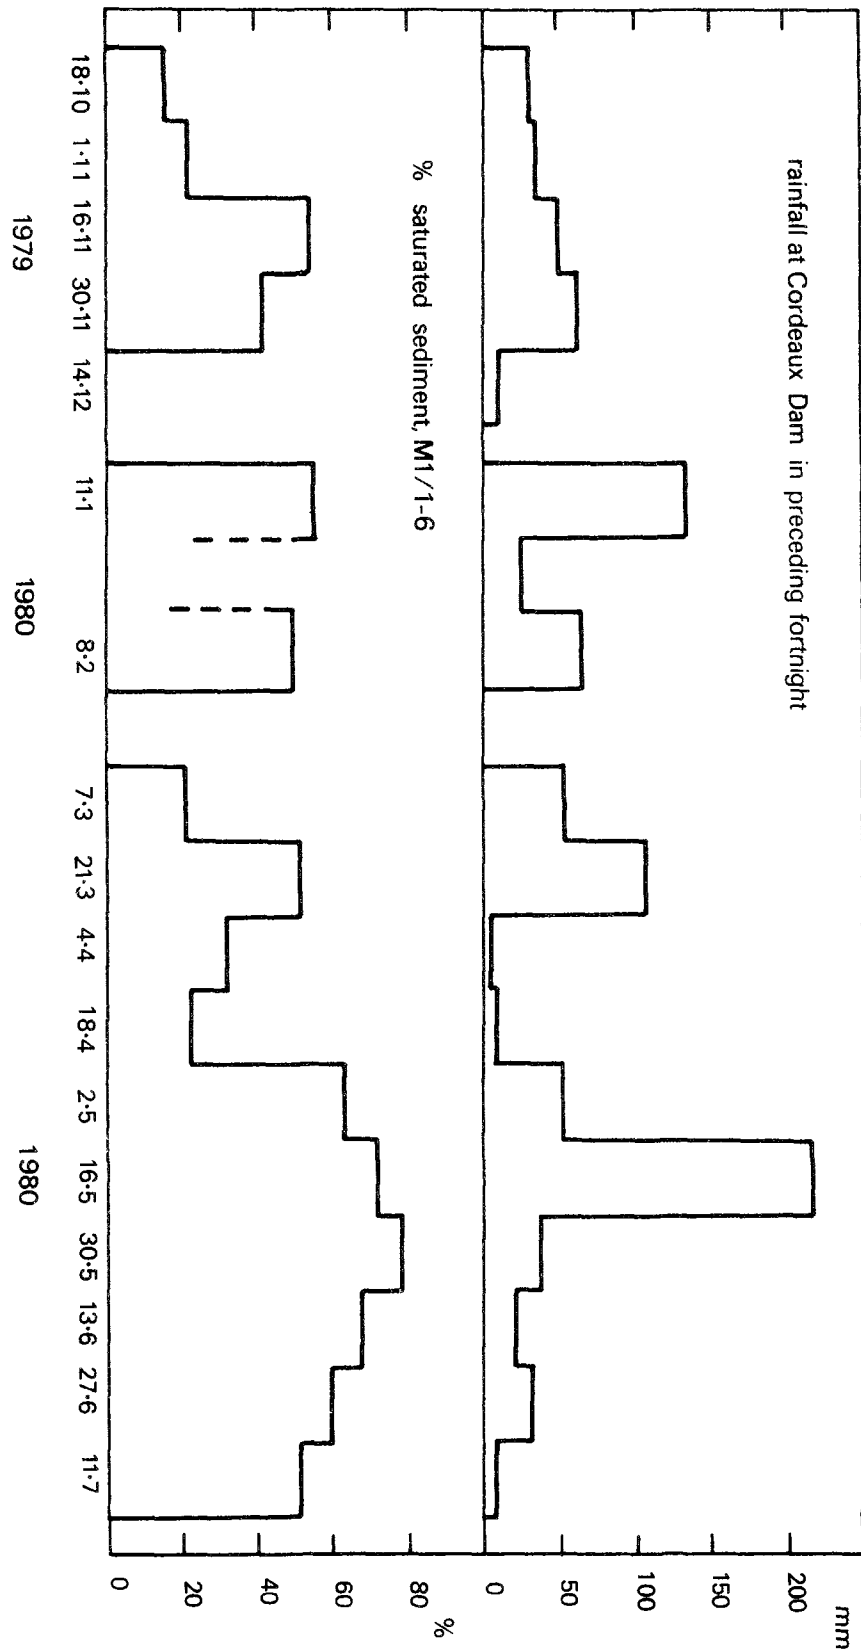 mm
200
150
100
50
0
rainfall at Cordeaux Dam in preceding fortnight
%
80
60
40
20
0
% saturated sediment, M1/1-6
18·10 1·11 16·11 30·11 14·12 11·1 8·2 7·3 21·3 4·4 18·4 2·5 16·5 30·5 13·6 27·6 11·7
1979 1980 1980